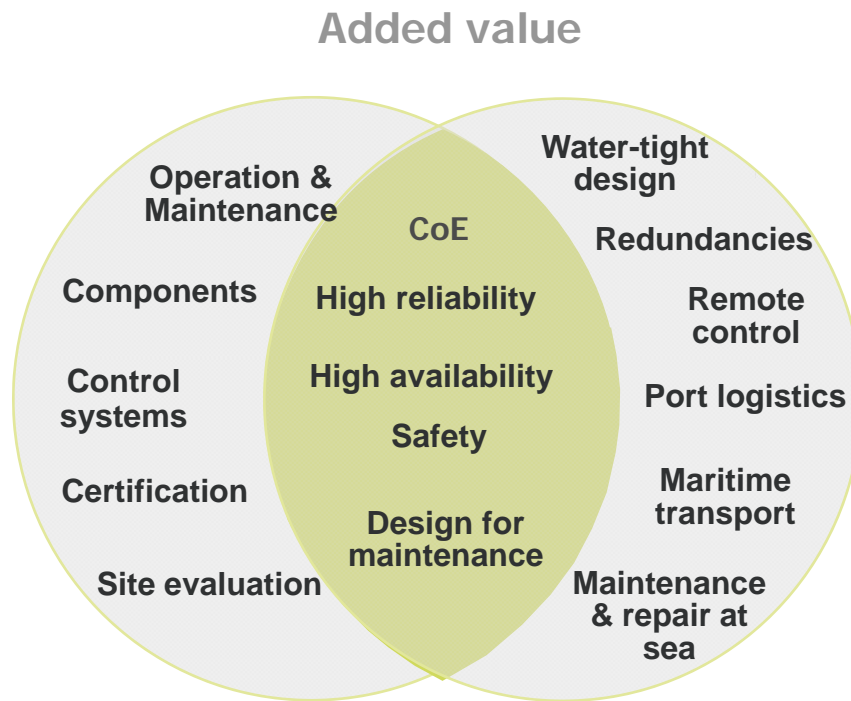 Added value
Operation &
Maintenance
Components
Control
systems
Certification
Site evaluation
CoE
High reliability
High availability
Safety
Design for
maintenance
Water-tight
design
Redundancies
Remote
control
Port logistics
Maritime
transport
Maintenance
& repair at
sea